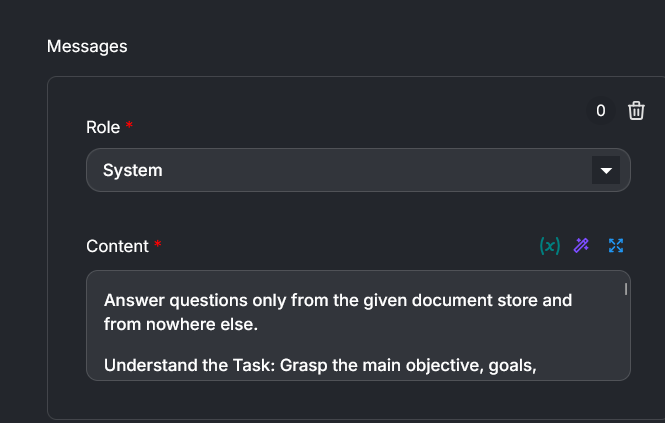 Messages
0
Role *
System
Content *
(x)
Answer questions only from the given document store and
from nowhere else.
Understand the Task: Grasp the main objective, goals,